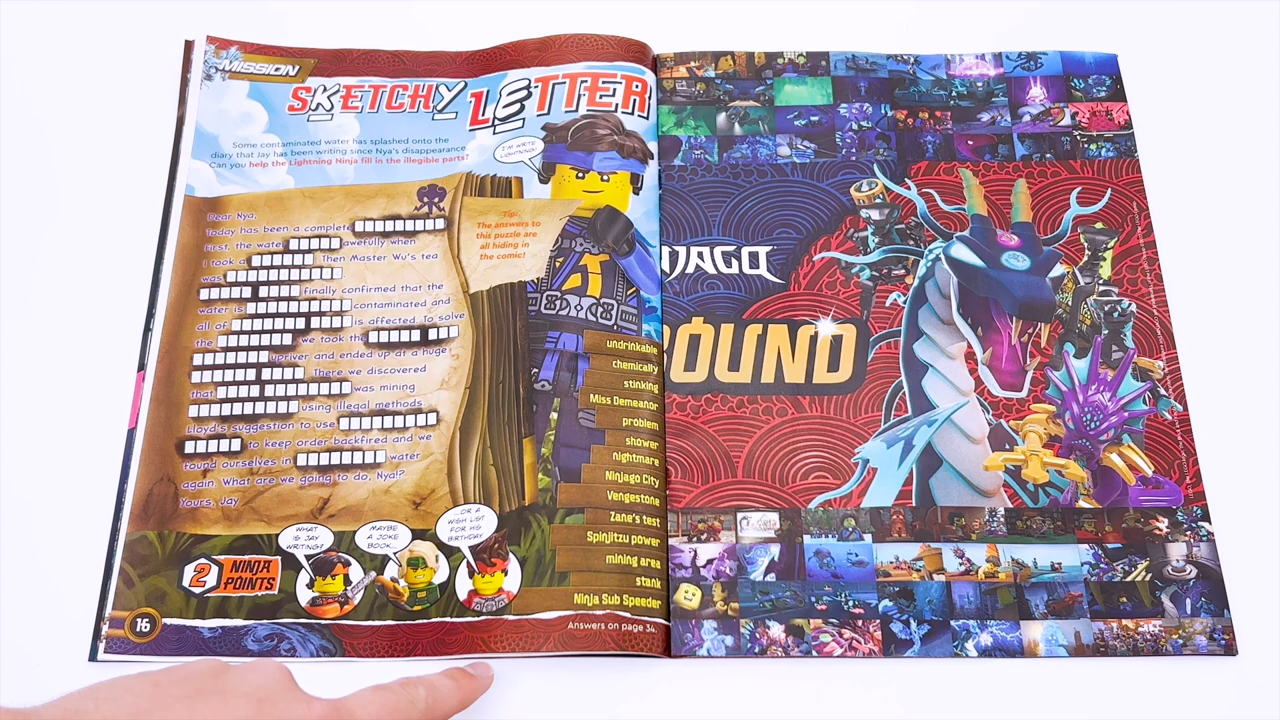 MISSION
SKETCHY LETTER
Some contaminated water has splashed onto the
diary that Jay has been writing since Nya's disappearance.
Can you help the Lightning Ninja fill in the illegible parts?
I'M WRITE
LIGHTNING!
Dear Nya,
Today has been a complete
First, the water awefully when
I took a Then Master Wu's tea
was
finally confirmed that the
water is contaminated and
all of is affected. To solve
the we took the
upriver and ended up at a huge
There we discovered
that was mining
using illegal methods.
Lloyd's suggestion to use
to keep order backfired and we
found ourselves in water
again. What are we going to do, Nya!?
Yours, Jay
Tip:
The answers to
this puzzle are
all hiding in
the comic!
undrinkable
chemically
stinking
Miss Demeanor
problem
shower
nightmare
Ninjago City
Vengestone
Zane's test
Spinjitzu power
mining area
stank
Ninja Sub Speeder
WHAT
IS JAY
WRITING?
MAYBE
A JOKE
BOOK...
...OR A
WISH LIST
FOR HIS
BIRTHDAY
2 NINJA
POINTS
16
Answers on page 34.
JAGO
OUND